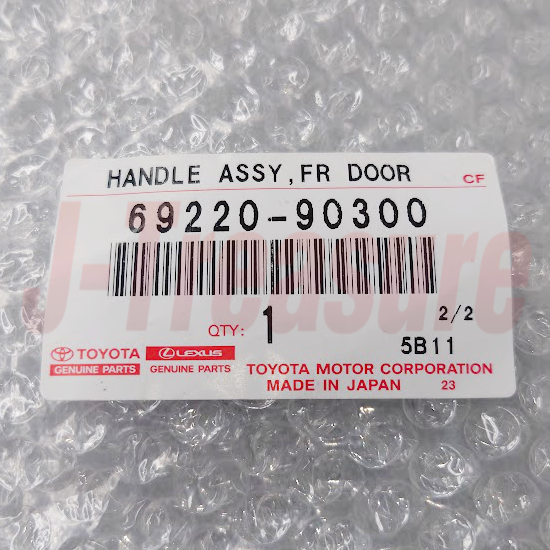 HANDLE ASSY,FR DOOR CF
69220-90300
J-Treasure
QTY: 1 2/2
5B11
TOYOTA LEXUS
GENUINE PARTS GENUINE PARTS
TOYOTA MOTOR CORPORATION
MADE IN JAPAN 23